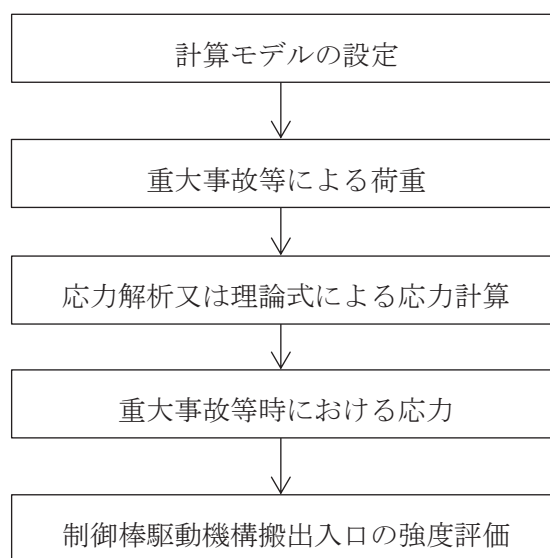 計算モデルの設定
重大事故等による荷重
応力解析又は理論式による応力計算
重大事故等時における応力
制御棒駆動機構搬出入口の強度評価